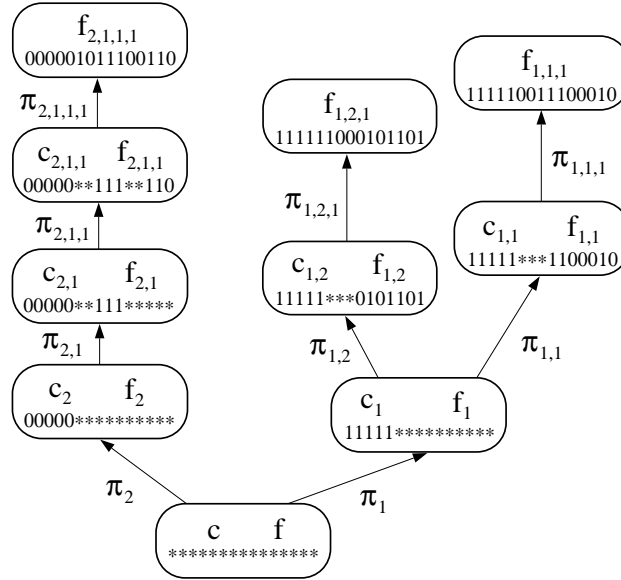 f2,1,1,1
000001011100110
f1,1,1
111110011100010
π2,1,1,1
f1,2,1
111111000101101
c2,1,1 f2,1,1
00000**111**110
π1,1,1
π1,2,1
π2,1,1
c1,1 f1,1
11111***1100010
c2,1 f2,1
00000**111*****
c1,2 f1,2
11111***0101101
π2,1
π1,2
π1,1
c2 f2
00000**********
c1 f1
11111**********
π2
π1
c f
***************